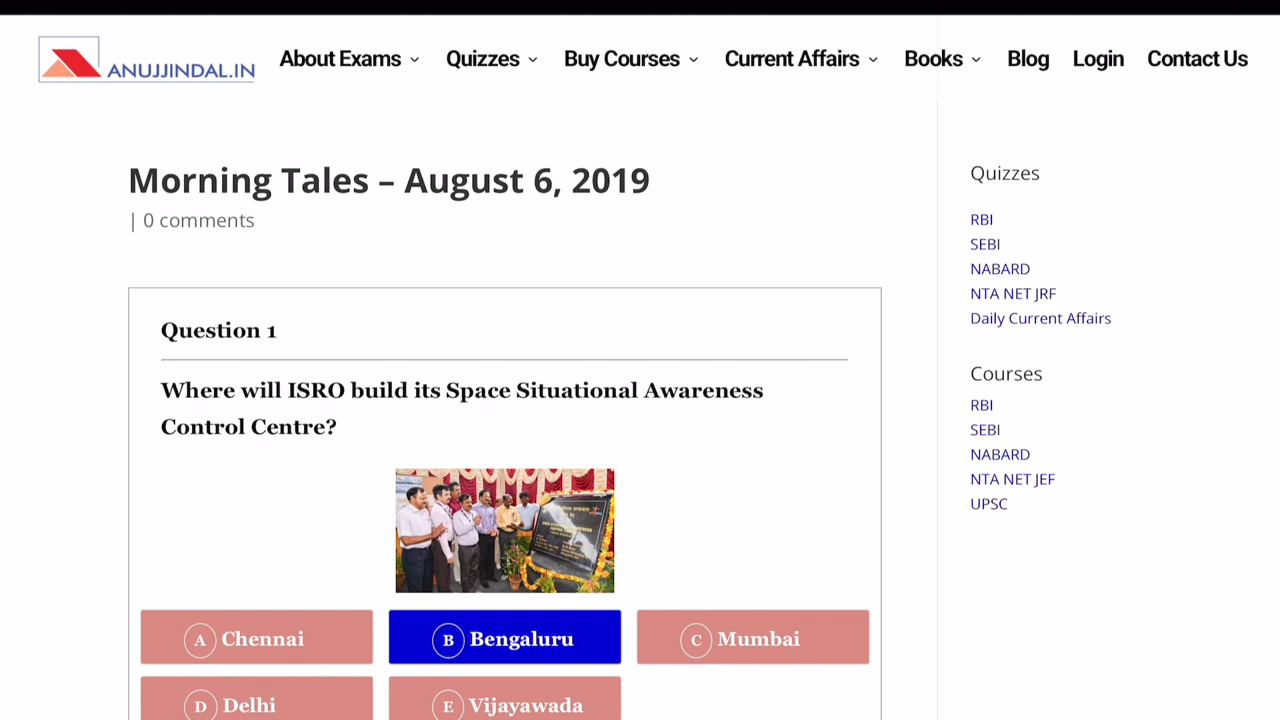 ANUJJINDAL.IN
About Exams Quizzes Buy Courses Current Affairs Books Blog Login Contact Us
Morning Tales – August 6, 2019
| 0 comments
Question 1
Where will ISRO build its Space Situational Awareness
Control Centre?
A Chennai
B Bengaluru
C Mumbai
D Delhi
E Vijayawada
Quizzes
RBI
SEBI
NABARD
NTA NET JRF
Daily Current Affairs
Courses
RBI
SEBI
NABARD
NTA NET JEF
UPSC